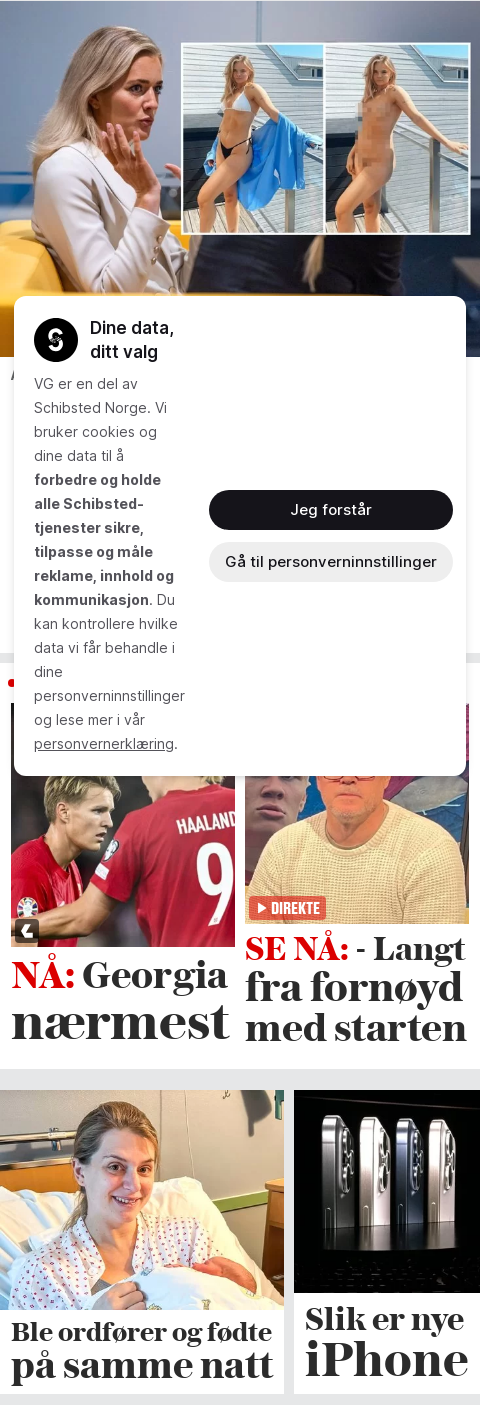 Dine data,
ditt valg
VG er en del av
Schibsted Norge. Vi
bruker cookies og
dine data til å
forbedre og holde
alle Schibsted-
tjenester sikre,
tilpasse og måle
reklame, innhold og
kommunikasjon. Du
kan kontrollere hvilke
data vi får behandle i
dine
personverninnstillinger
og lese mer i vår
personvernerklæring.
Jeg forstår
Gå til personverninnstillinger
HAALAND
9
DIREKTE
NÅ: Georgia
nærmest
SE NÅ: - Langt
fra fornøyd
med starten
Ble ordfører og fødte
på samme natt
Slik er nye
iPhone